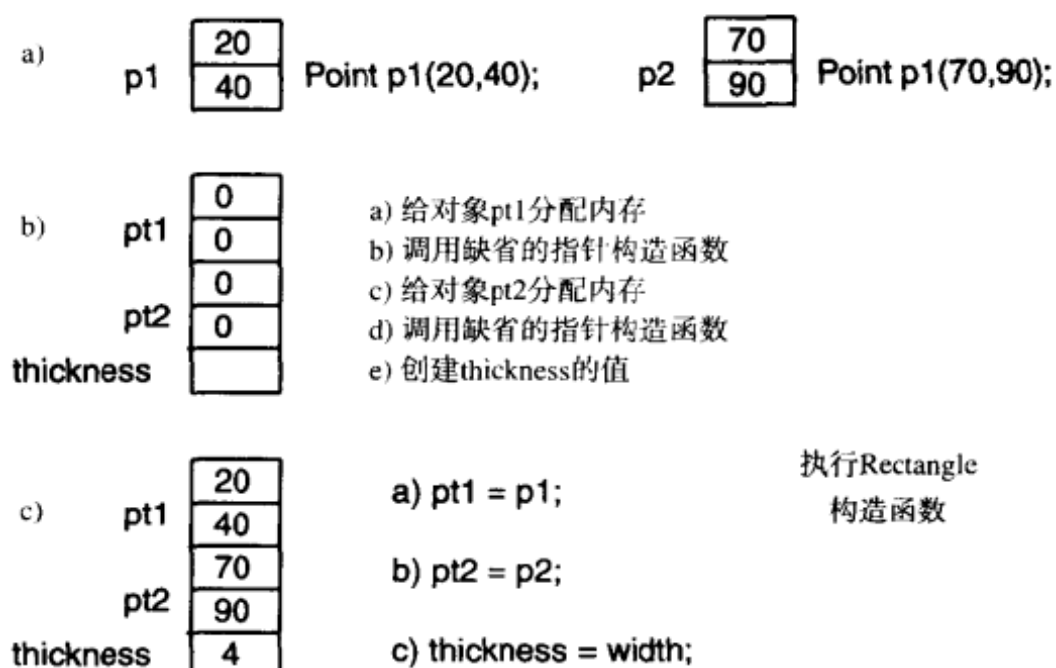 a) p1 20 40 Point p1(20,40); p2 70 90 Point p1(70,90);
b) pt1 0 0
pt2 0 0
thickness
a) 给对象pt1分配内存
b) 调用缺省的指针构造函数
c) 给对象pt2分配内存
d) 调用缺省的指针构造函数
e) 创建thickness的值
c) pt1 20 40
pt2 70 90
thickness 4
a) pt1 = p1;
b) pt2 = p2;
c) thickness = width;
执行Rectangle
构造函数